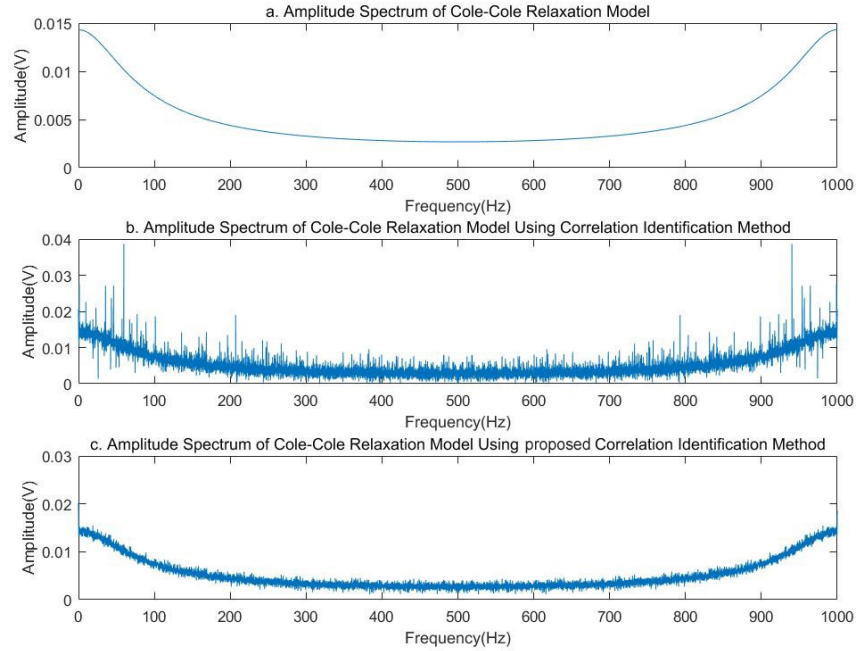 a. Amplitude Spectrum of Cole-Cole Relaxation Model
0.015
0.01
0.005
0
Amplitude(V)
0 100 200 300 400 500 600 700 800 900 1000
Frequency(Hz)
b. Amplitude Spectrum of Cole-Cole Relaxation Model Using Correlation Identification Method
0.04
0.03
0.02
0.01
0
Amplitude(V)
0 100 200 300 400 500 600 700 800 900 1000
Frequency(Hz)
c. Amplitude Spectrum of Cole-Cole Relaxation Model Using proposed Correlation Identification Method
0.03
0.02
0.01
0
Amplitude(V)
0 100 200 300 400 500 600 700 800 900 1000
Frequency(Hz)